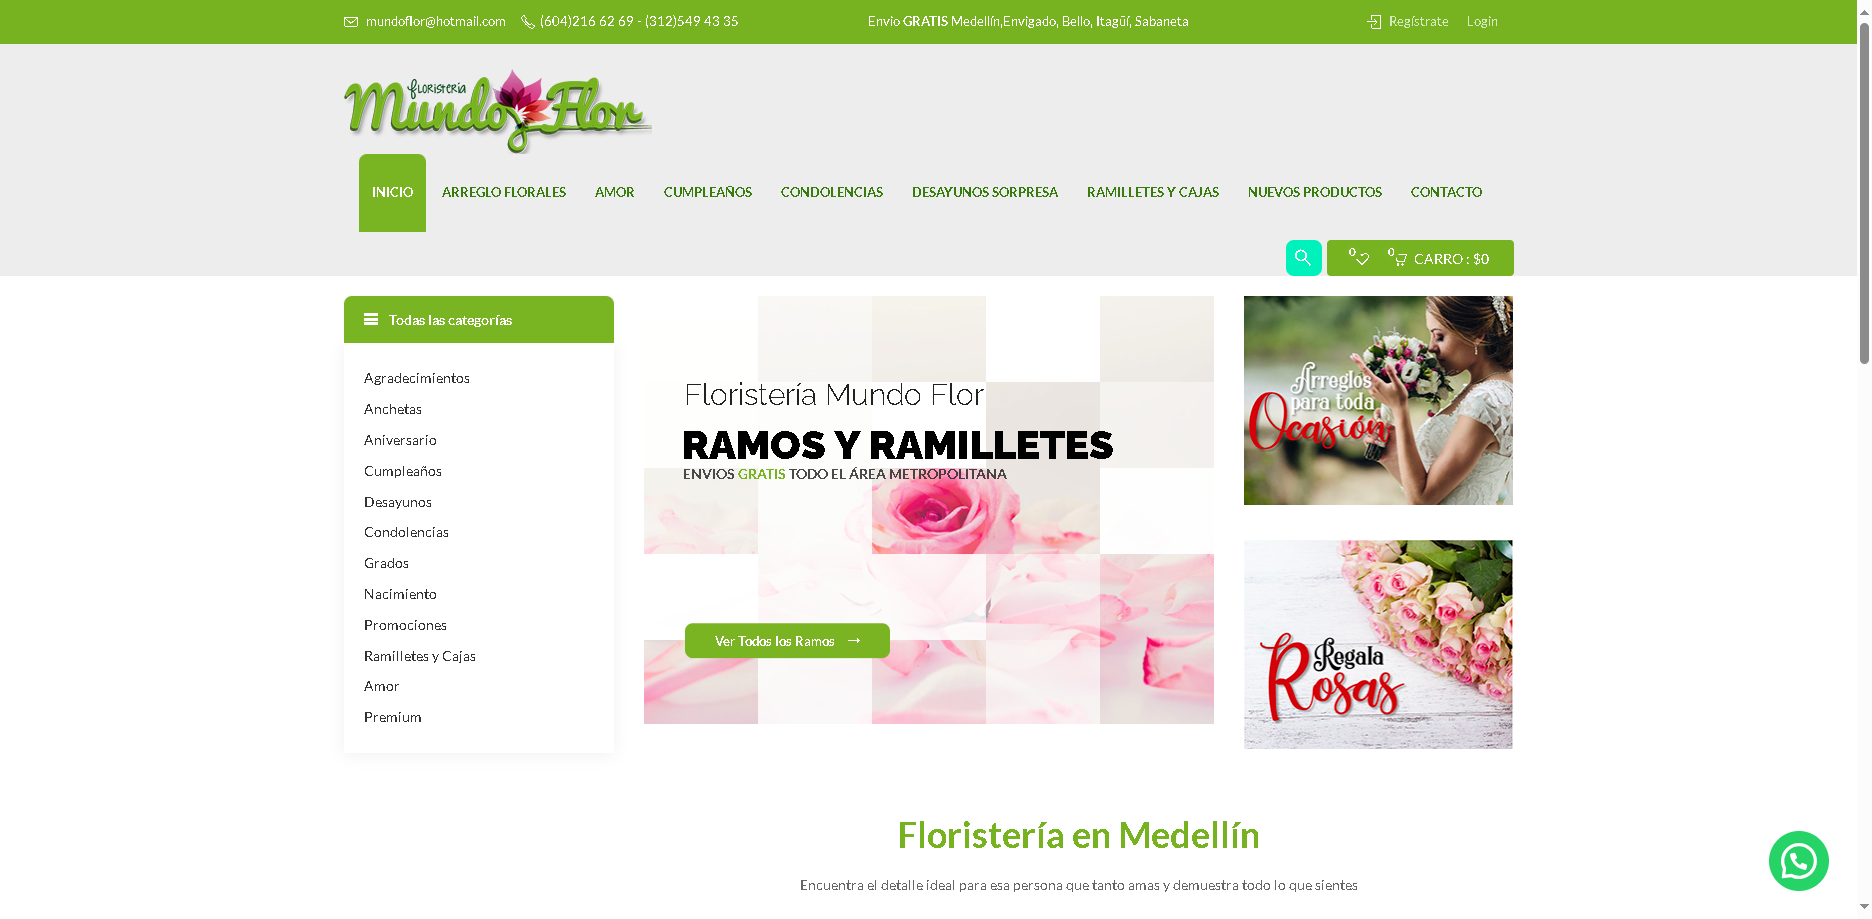 mundoflor@hotmail.com (604)216 62 69 - (312)549 43 35 Envio GRATIS Medellín,Envigado, Bello, Itagüí, Sabaneta Regístrate Login
FLORISTERÍA
Mundo Flor
INICIO ARREGLO FLORALES AMOR CUMPLEAÑOS CONDOLENCIAS DESAYUNOS SORPRESA RAMILLETES Y CAJAS NUEVOS PRODUCTOS CONTACTO
0 0 CARRO : $0
Todas las categorías
Agradecimientos
Anchetas
Aniversario
Cumpleaños
Desayunos
Condolencias
Grados
Nacimiento
Promociones
Ramilletes y Cajas
Amor
Premium
Floristería Mundo Flor
RAMOS Y RAMILLETES
ENVIOS GRATIS TODO EL ÁREA METROPOLITANA
Ver Todos los Ramos
Arreglos
para toda
Ocasión
Regala
Rosas
Floristería en Medellín
Encuentra el detalle ideal para esa persona que tanto amas y demuestra todo lo que sientes